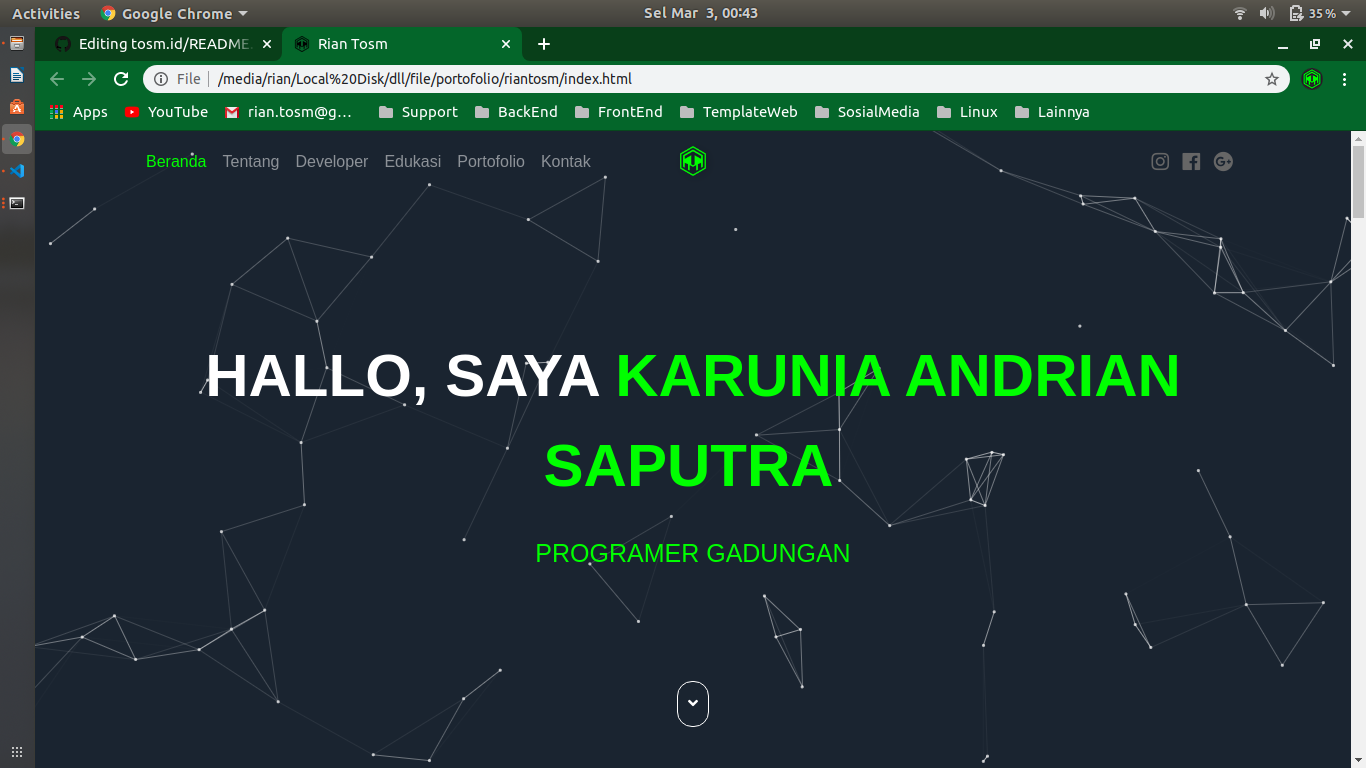 Activities Google Chrome Sel Mar 3, 00:43 35 %
Editing tosm.id/README. Rian Tosm
File /media/rian/Local%20Disk/dll/file/portofolio/riantosm/index.html
Apps YouTube rian.tosm@g… Support BackEnd FrontEnd TemplateWeb SosialMedia Linux Lainnya
Beranda Tentang Developer Edukasi Portofolio Kontak
HALLO, SAYA KARUNIA ANDRIAN
SAPUTRA
PROGRAMER GADUNGAN